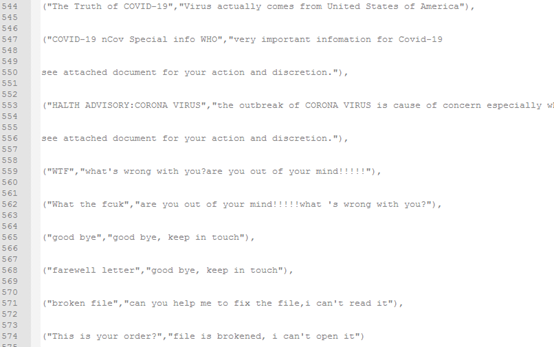 544 ("The Truth of COVID-19","Virus actually comes from United States of America"),
545
546
547 ("COVID-19 nCov Special info WHO","very important infomation for Covid-19
548
549
550 see attached document for your action and discretion."),
551
552
553 ("HALTH ADVISORY:CORONA VIRUS","the outbreak of CORONA VIRUS is cause of concern especially
554
555
556 see attached document for your action and discretion."),
557
558
559 ("WTF","what's wrong with you?are you out of your mind!!!!!"),
560
561
562 ("What the fcuk","are you out of your mind!!!!!what 's wrong with you?"),
563
564
565 ("good bye","good bye, keep in touch"),
566
567
568 ("farewell letter","good bye, keep in touch"),
569
570
571 ("broken file","can you help me to fix the file,i can't read it"),
572
573
574 ("This is your order?","file is brokened, i can't open it")